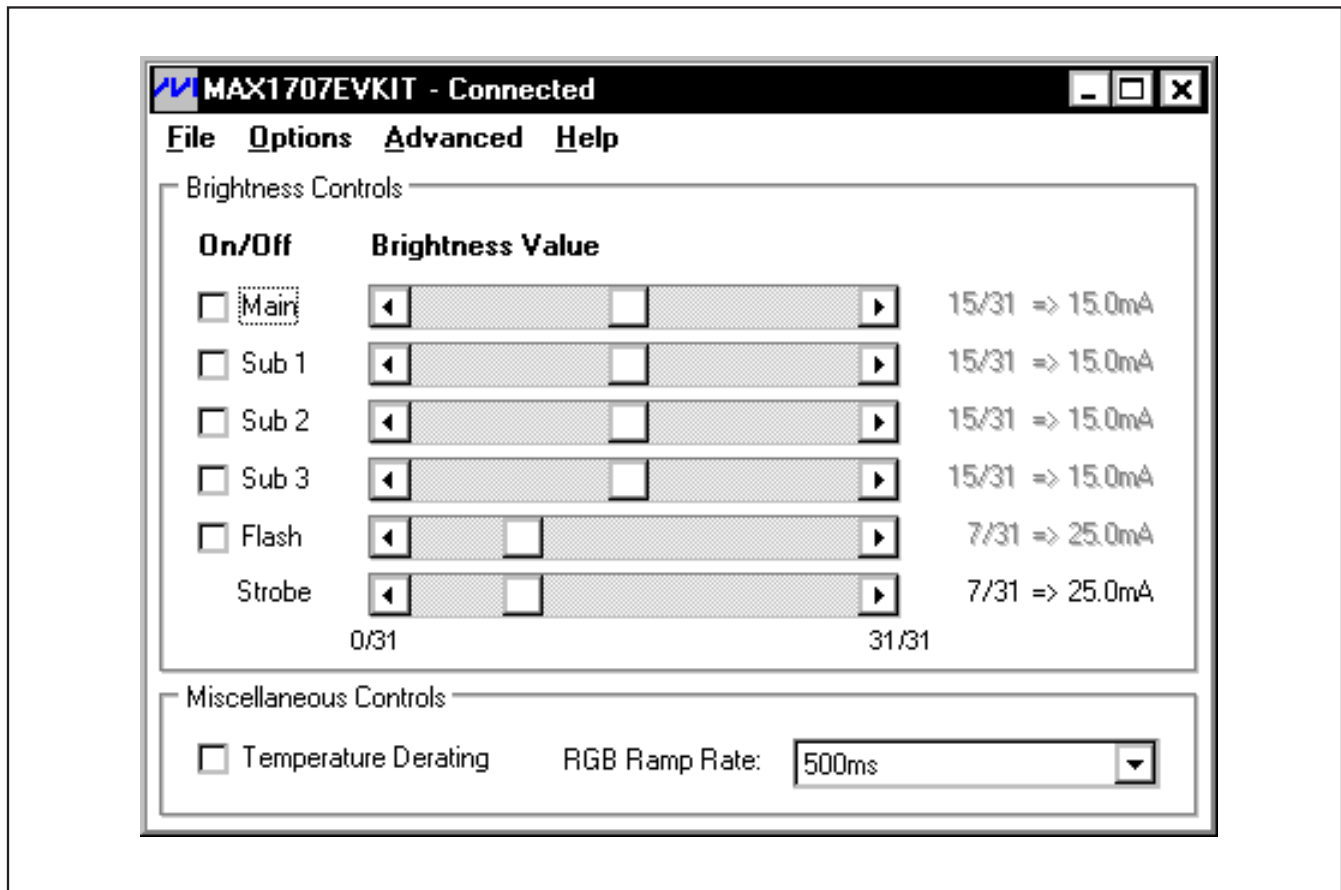 MAX1707EVKIT - Connected
File Options Advanced Help
Brightness Controls
On/Off Brightness Value
Main 15/31 => 15.0mA
Sub 1 15/31 => 15.0mA
Sub 2 15/31 => 15.0mA
Sub 3 15/31 => 15.0mA
Flash 7/31 => 25.0mA
Strobe 7/31 => 25.0mA
0/31 31/31
Miscellaneous Controls
Temperature Derating RGB Ramp Rate: 500ms